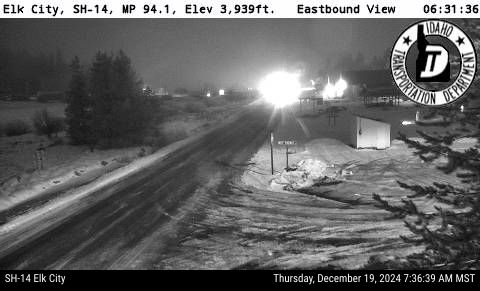 Elk City, SH-14, MP 94.1, Elev 3,939ft. Eastbound View 06:31:36
IDAHO
TRANSPORTATION DEPARTMENT
SH-14 Elk City Thursday, December 19, 2024 7:36:39 AM MST